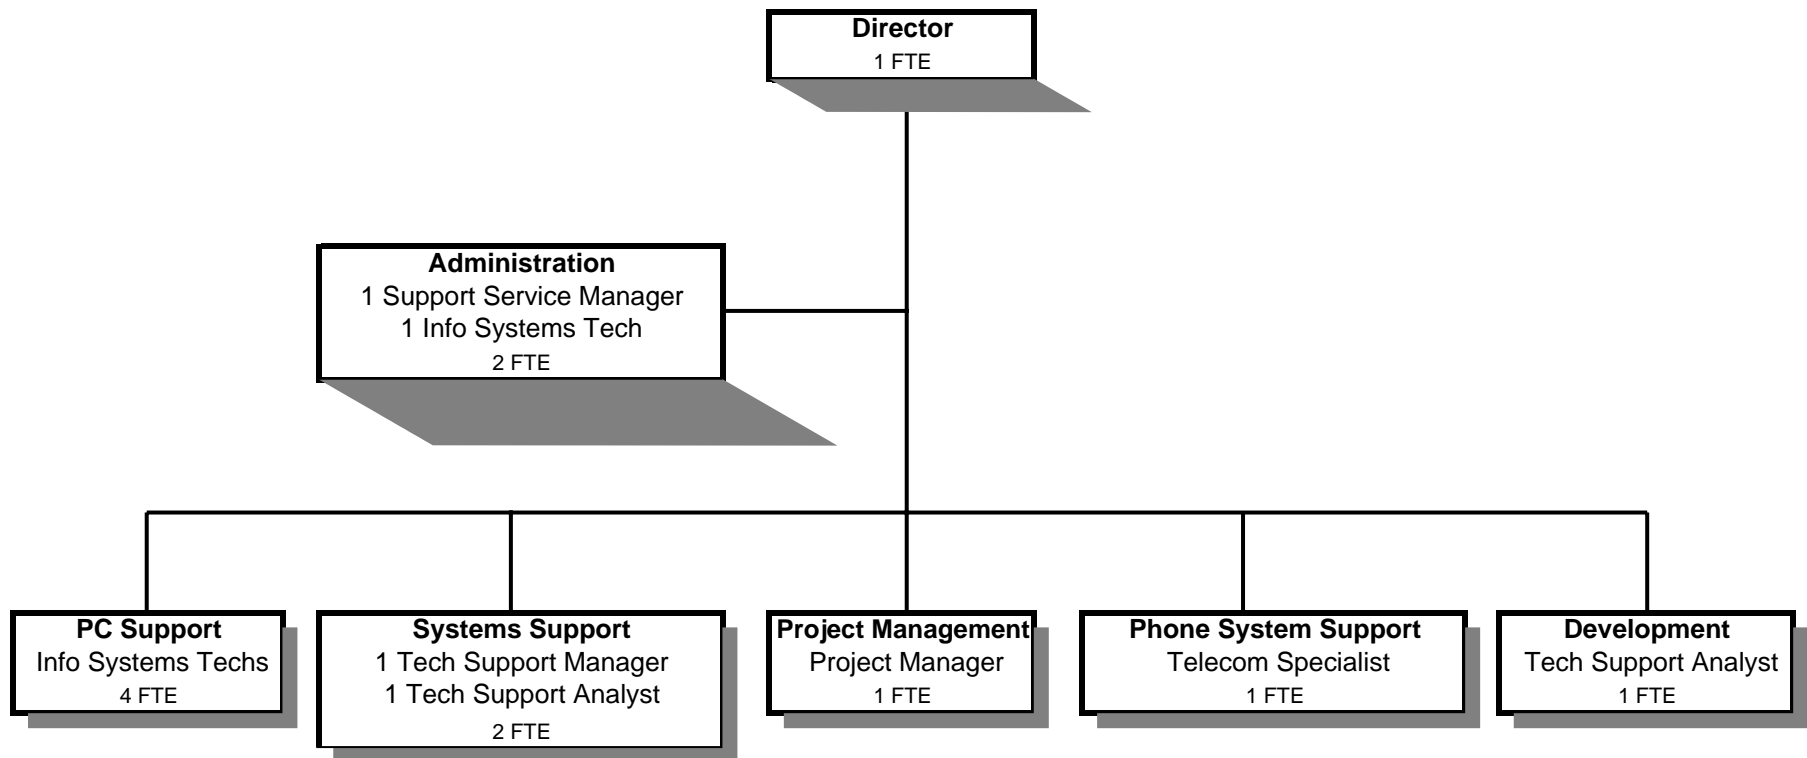 Director
1 FTE
Administration
1 Support Service Manager
1 Info Systems Tech
2 FTE
PC Support
Info Systems Techs
4 FTE
Systems Support
1 Tech Support Manager
1 Tech Support Analyst
2 FTE
Project Management
Project Manager
1 FTE
Phone System Support
Telecom Specialist
1 FTE
Development
Tech Support Analyst
1 FTE